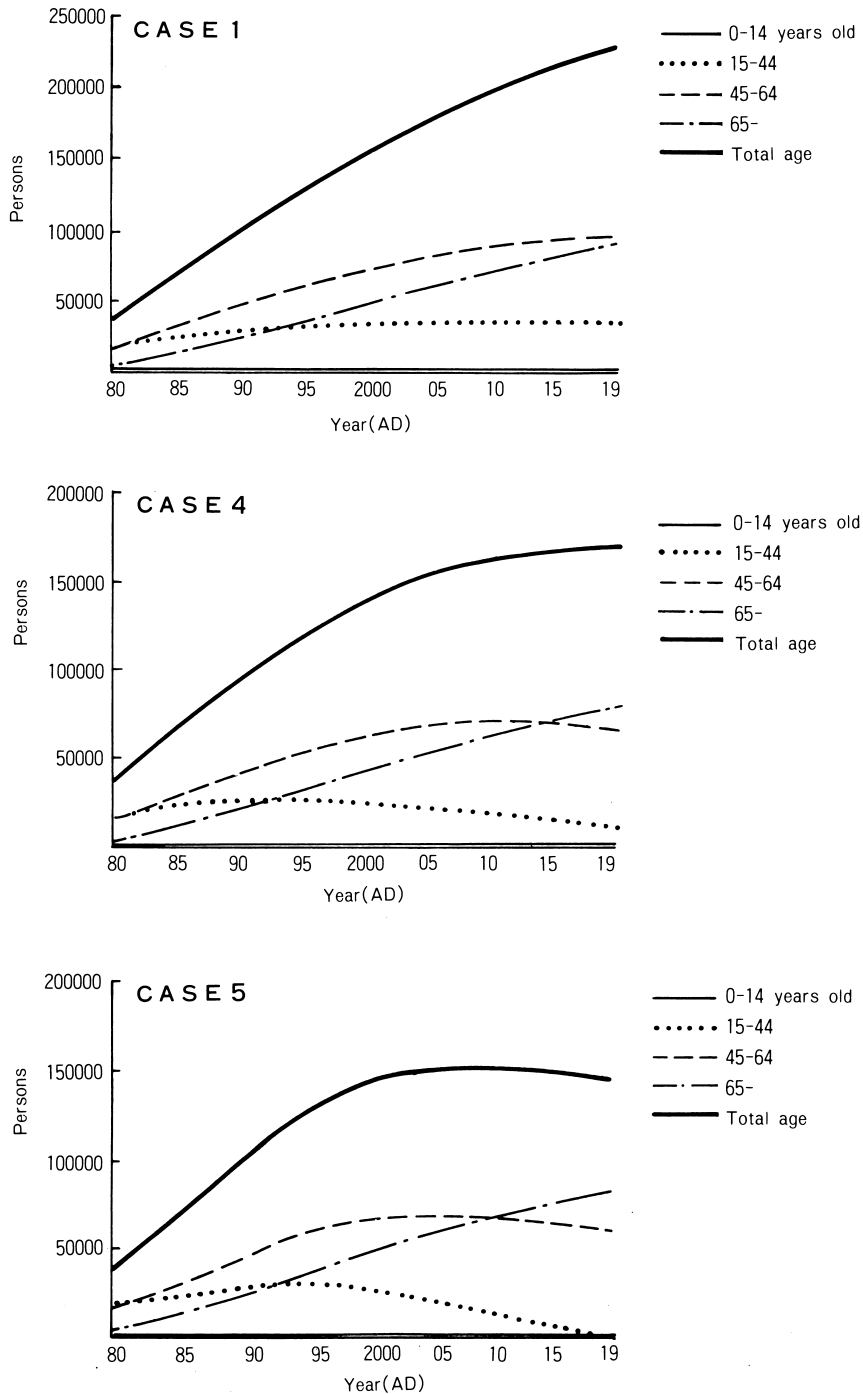 CASE 1
250000
200000
150000
100000
50000
Persons
80 85 90 95 2000 05 10 15 19
Year(AD)
0-14 years old
15-44
45-64
65-
Total age
CASE 4
200000
150000
100000
50000
Persons
80 85 90 95 2000 05 10 15 19
Year(AD)
0-14 years old
15-44
45-64
65-
Total age
CASE 5
200000
150000
100000
50000
Persons
80 85 90 95 2000 05 10 15 19
Year(AD)
0-14 years old
15-44
45-64
65-
Total age